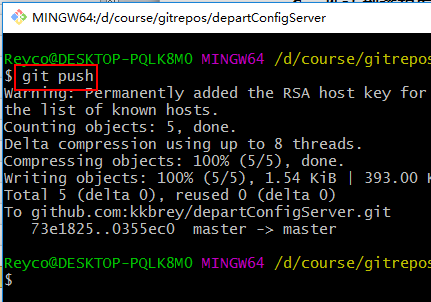 MINGW64:/d/course/gitrepos/departConfigServer
Reyco@DESKTOP-PQLK8M0 MINGW64 /d/course/gitrepo
$ git push
Warning: Permanently added the RSA host key for
the list of known hosts.
Counting objects: 5, done.
Delta compression using up to 8 threads.
Compressing objects: 100% (5/5), done.
Writing objects: 100% (5/5), 1.54 KiB | 393.00 K
Total 5 (delta 0), reused 0 (delta 0)
To github.com:kkbrey/departConfigServer.git
73e1825..0355ec0 master -> master
Reyco@DESKTOP-PQLK8M0 MINGW64 /d/course/gitrepo
$